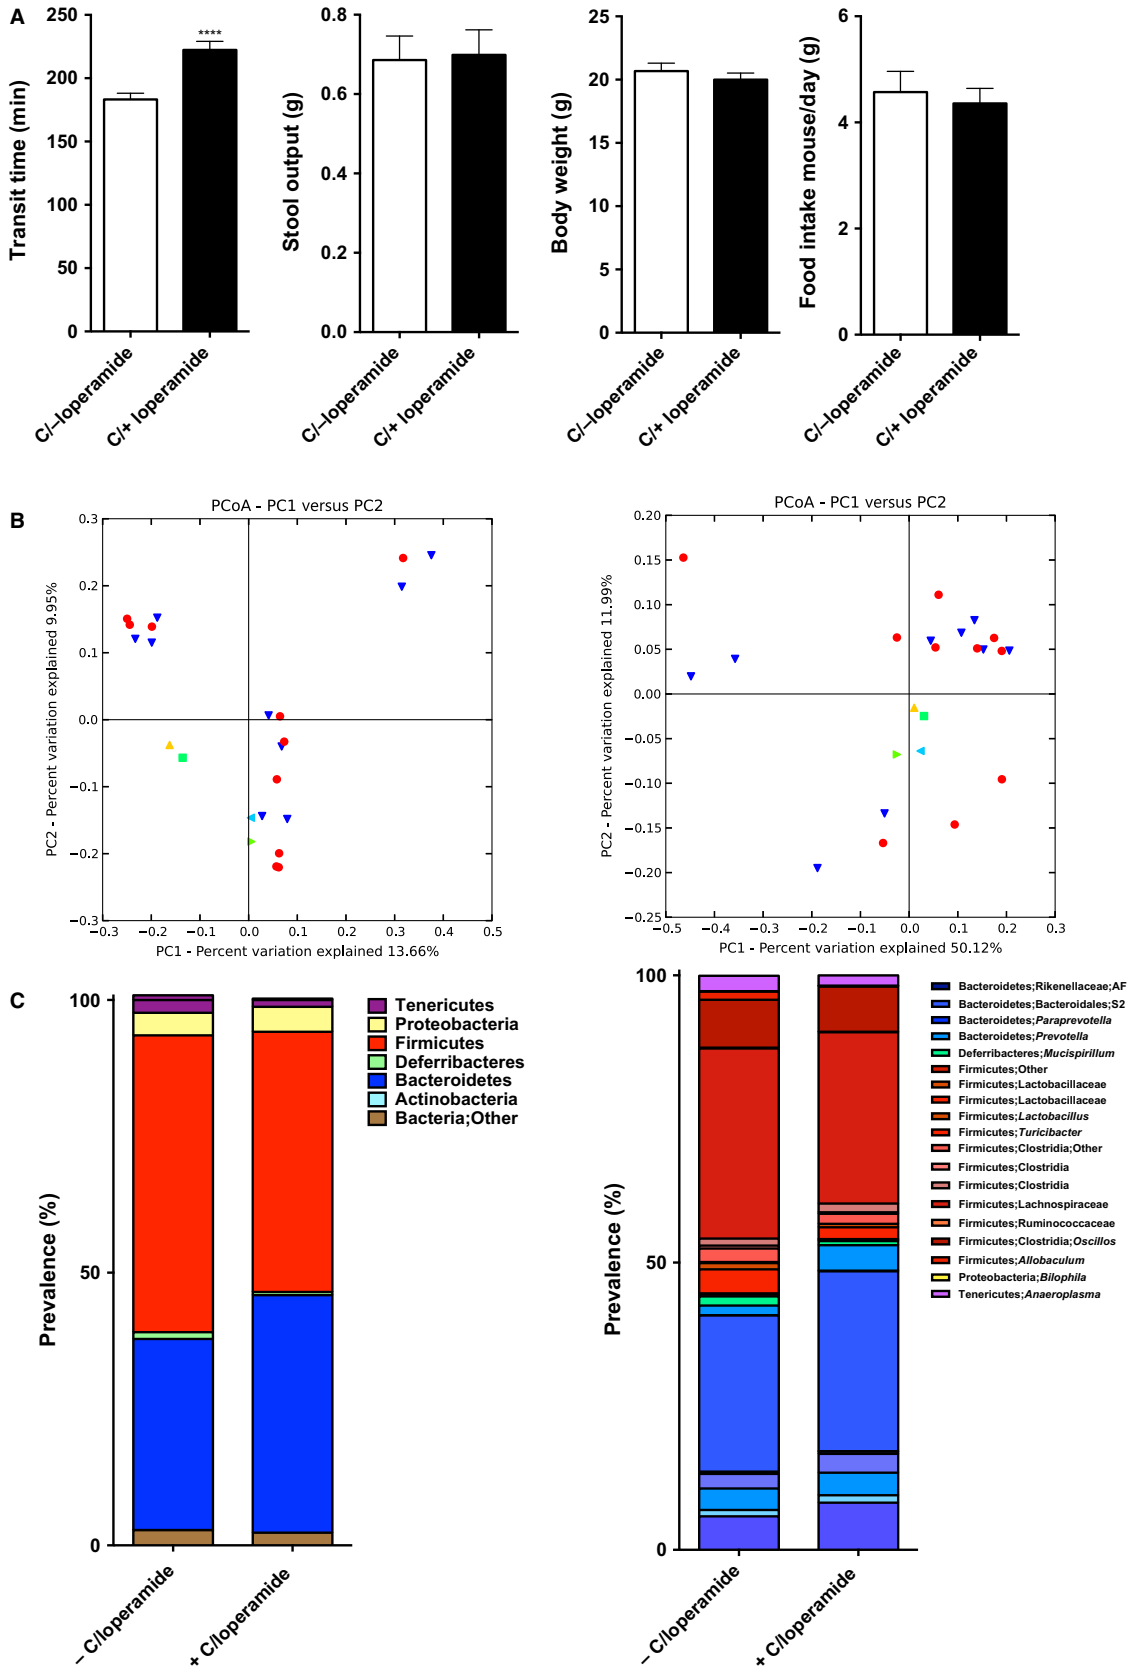 A
250
200
150
100
50
0
Transit time (min)
****
C/–loperamide
C/+ loperamide
0.8
0.6
0.4
0.2
0.0
Stool output (g)
C/–loperamide
C/+ loperamide
25
20
15
10
5
0
Body weight (g)
C/–loperamide
C/+ loperamide
6
4
2
0
Food intake mouse/day (g)
C/–loperamide
C/+ loperamide
B
PCoA - PC1 versus PC2
0.3
0.2
0.1
0.0
−0.1
−0.2
−0.3
PC2 - Percent variation explained 9.95%
−0.3 −0.2 −0.1 0.0 0.1 0.2 0.3 0.4 0.5
PC1 - Percent variation explained 13.66%
PCoA - PC1 versus PC2
0.20
0.15
0.10
0.05
0.00
−0.05
−0.10
−0.15
−0.20
−0.25
PC2 - Percent variation explained 11.99%
−0.5 −0.4 −0.3 −0.2 −0.1 0.0 0.1 0.2 0.3
PC1 - Percent variation explained 50.12%
C
100
50
0
Prevalence (%)
– C/loperamide
+ C/loperamide
Tenericutes
Proteobacteria
Firmicutes
Deferribacteres
Bacteroidetes
Actinobacteria
Bacteria;Other
100
50
0
Prevalence (%)
– C/loperamide
+ C/loperamide
Bacteroidetes;Rikenellaceae;AF
Bacteroidetes;Bacteroidales;S2
Bacteroidetes;Paraprevotella
Bacteroidetes;Prevotella
Deferribacteres;Mucispirillum
Firmicutes;Other
Firmicutes;Lactobacillaceae
Firmicutes;Lactobacillaceae
Firmicutes;Lactobacillus
Firmicutes;Turicibacter
Firmicutes;Clostridia;Other
Firmicutes;Clostridia
Firmicutes;Clostridia
Firmicutes;Lachnospiraceae
Firmicutes;Ruminococcaceae
Firmicutes;Clostridia;Oscillos
Firmicutes;Allobaculum
Proteobacteria;Bilophila
Tenericutes;Anaeroplasma